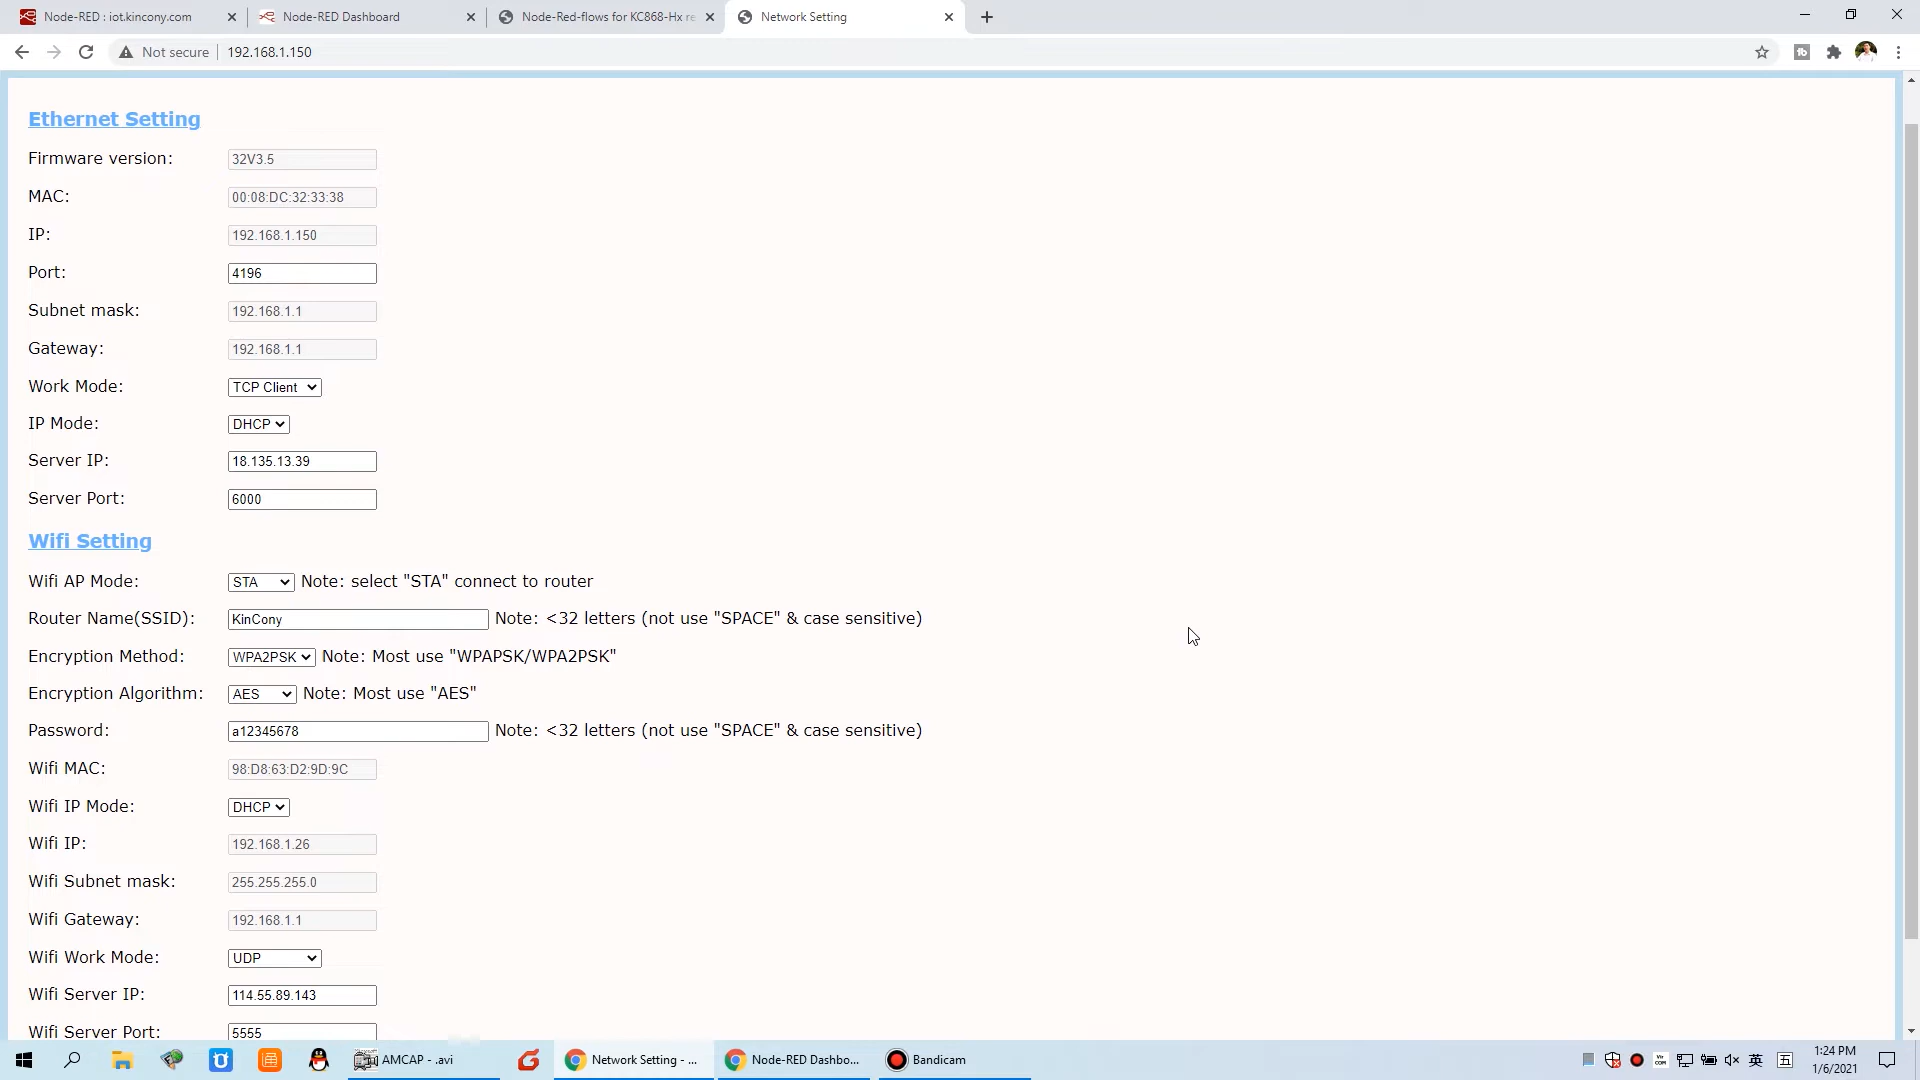 Node-RED : iot.kincony.com
Node-RED Dashboard
Node-Red-flows for KC868-Hx re
Network Setting
Not secure
192.168.1.150
Ethernet Setting
Firmware version: 32V3.5
MAC: 00:08:DC:32:33:38
IP: 192.168.1.150
Port: 4196
Subnet mask: 192.168.1.1
Gateway: 192.168.1.1
Work Mode: TCP Client
IP Mode: DHCP
Server IP: 18.135.13.39
Server Port: 6000
Wifi Setting
Wifi AP Mode: STA Note: select "STA" connect to router
Router Name(SSID): KinCony Note: <32 letters (not use "SPACE" & case sensitive)
Encryption Method: WPA2PSK Note: Most use "WPAPSK/WPA2PSK"
Encryption Algorithm: AES Note: Most use "AES"
Password: a12345678 Note: <32 letters (not use "SPACE" & case sensitive)
Wifi MAC: 98:D8:63:D2:9D:9C
Wifi IP Mode: DHCP
Wifi IP: 192.168.1.26
Wifi Subnet mask: 255.255.255.0
Wifi Gateway: 192.168.1.1
Wifi Work Mode: UDP
Wifi Server IP: 114.55.89.143
Wifi Server Port: 5555
AMCAP - .avi
Network Setting - ...
Node-RED Dashbo...
Bandicam
英
五
1:24 PM
1/6/2021